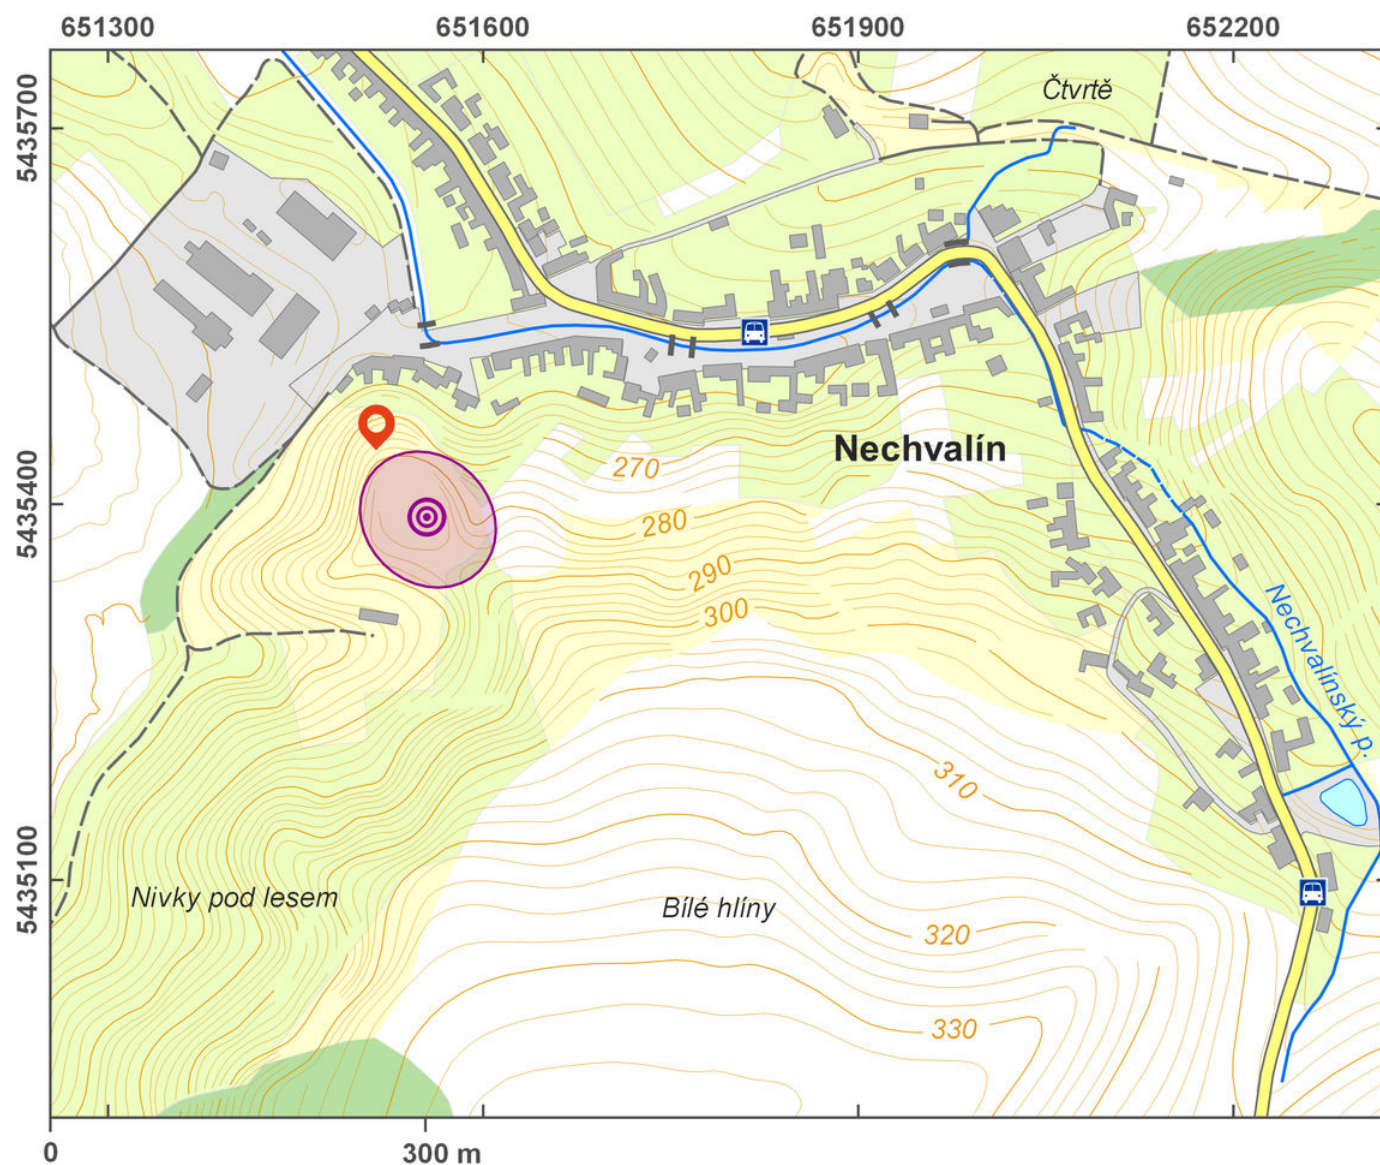 651300 651600 651900 652200
5435700
5435400
5435100
Čtvrtě
Nechvalín
270
280
290
300
Nechvalínský p.
310
Nivky pod lesem
Bílé hlíny
320
330
0 300 m